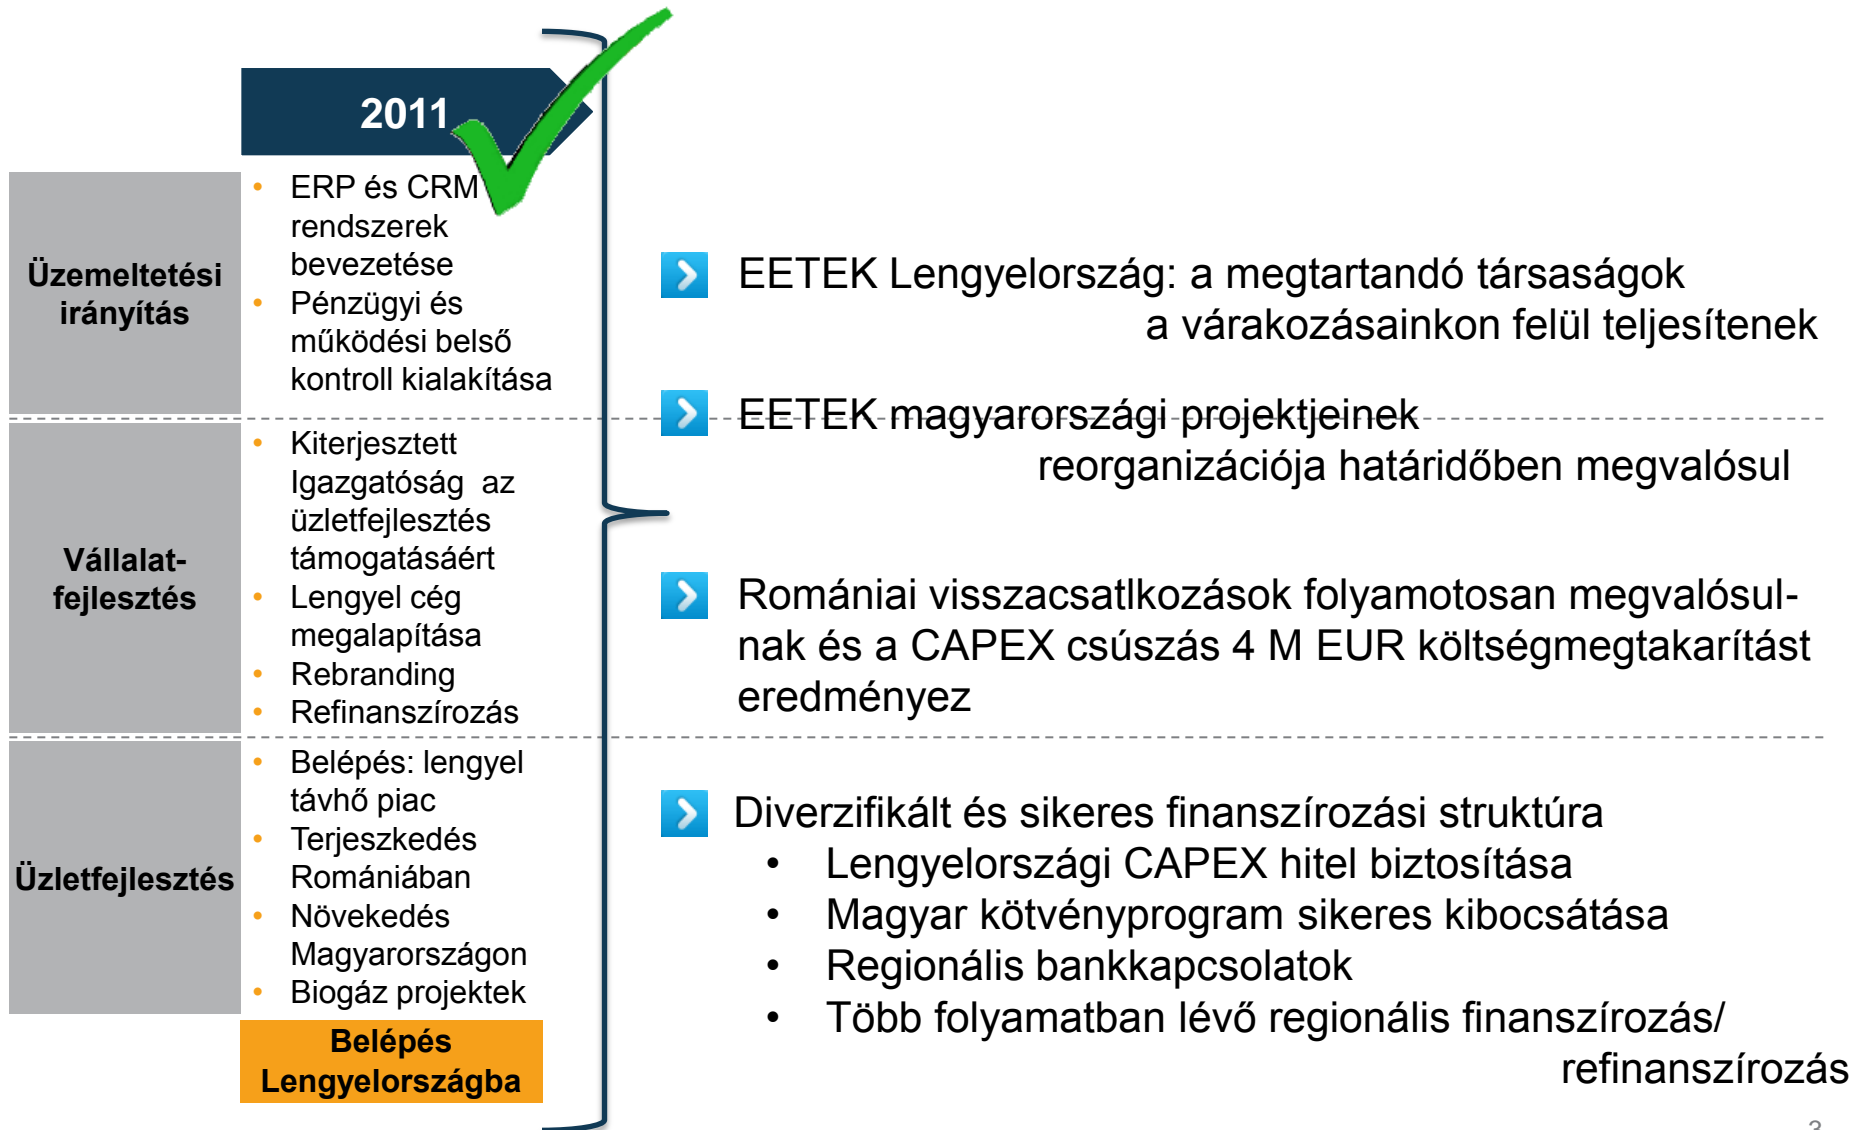 2011
Üzemeltetési
irányítás
• ERP és CRM
rendszerek
bevezetése
• Pénzügyi és
működési belső
kontroll kialakítása
Vállalat-
fejlesztés
• Kiterjesztett
Igazgatóság az
üzletfejlesztés
támogatásáért
• Lengyel cég
megalapítása
• Rebranding
• Refinanszírozás
Üzletfejlesztés
• Belépés: lengyel
távhő piac
• Terjeszkedés
Romániában
• Növekedés
Magyarországon
• Biogáz projektek
Belépés
Lengyelországba
EETEK Lengyelország: a megtartandó társaságok
a várakozásainkon felül teljesítenek
EETEK magyarországi projektjeinek
reorganizációja határidőben megvalósul
Romániai visszacsatlkozások folyamotosan megvalósul-
nak és a CAPEX csúszás 4 M EUR költségmegtakarítást
eredményez
Diverzifikált és sikeres finanszírozási struktúra
• Lengyelországi CAPEX hitel biztosítása
• Magyar kötvényprogram sikeres kibocsátása
• Regionális bankkapcsolatok
• Több folyamatban lévő regionális finanszírozás/
refinanszírozás
3